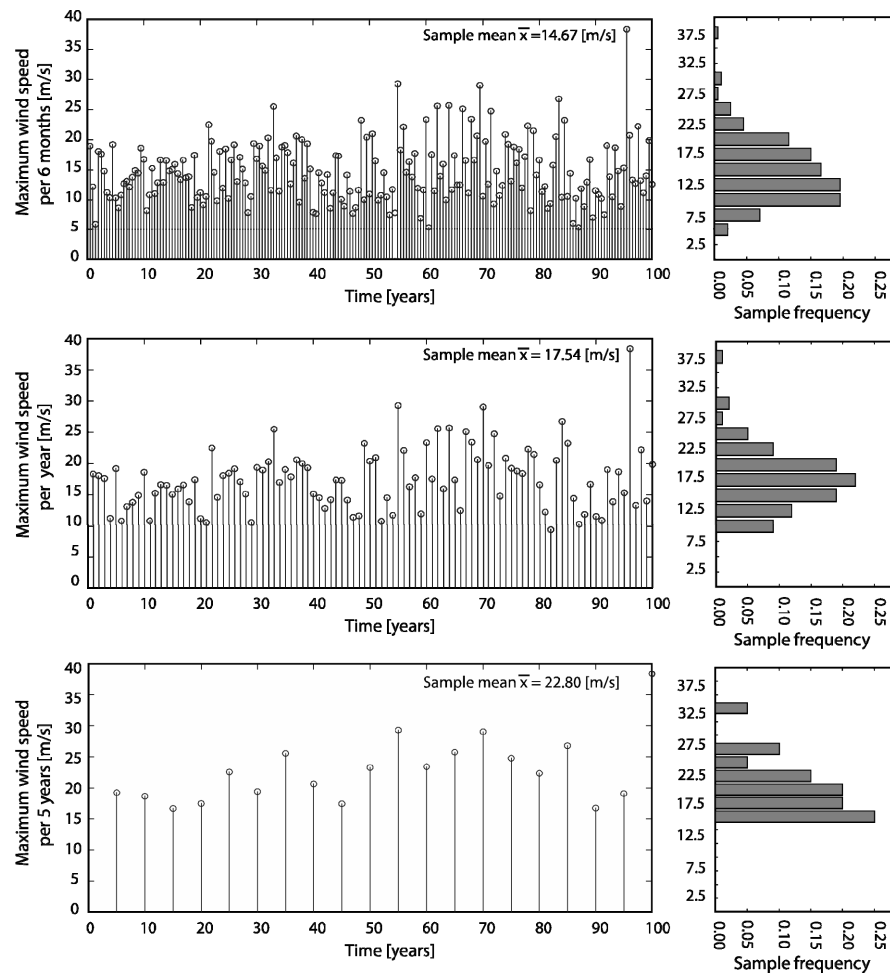 Maximum wind speed
per 6 months [m/s]
40
35
30
25
20
15
10
5
0
Sample mean x̅ =14.67 [m/s]
0 10 20 30 40 50 60 70 80 90 100
Time [years]
37.5
32.5
27.5
22.5
17.5
12.5
7.5
2.5
0.00 0.05 0.10 0.15 0.20 0.25
Sample frequency
Maximum wind speed
per year [m/s]
40
35
30
25
20
15
10
5
0
Sample mean x̅ = 17.54 [m/s]
0 10 20 30 40 50 60 70 80 90 100
Time [years]
37.5
32.5
27.5
22.5
17.5
12.5
7.5
2.5
0.00 0.05 0.10 0.15 0.20 0.25
Sample frequency
Maximum wind speed
per 5 years [m/s]
40
35
30
25
20
15
10
5
0
Sample mean x̅ = 22.80 [m/s]
0 10 20 30 40 50 60 70 80 90 100
Time [years]
37.5
32.5
27.5
22.5
17.5
12.5
7.5
2.5
0.00 0.05 0.10 0.15 0.20 0.25
Sample frequency